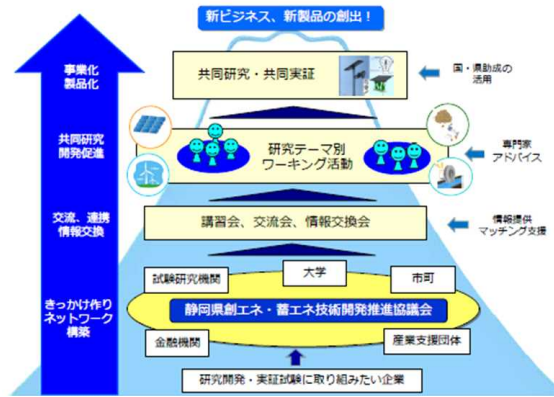 新ビジネス、新製品の創出！
事業化
製品化
共同研究・共同実証
国・県助成の
活用
共同研究
開発促進
研究テーマ別
ワーキング活動
専門家
アドバイス
交流、連携
情報交換
講習会、交流会、情報交換会
情報提供
マッチング支援
きっかけ作り
ネットワーク
構築
試験研究機関
大学
市町
静岡県創エネ・蓄エネ技術開発推進協議会
金融機関
産業支援団体
研究開発・実証試験に取り組みたい企業